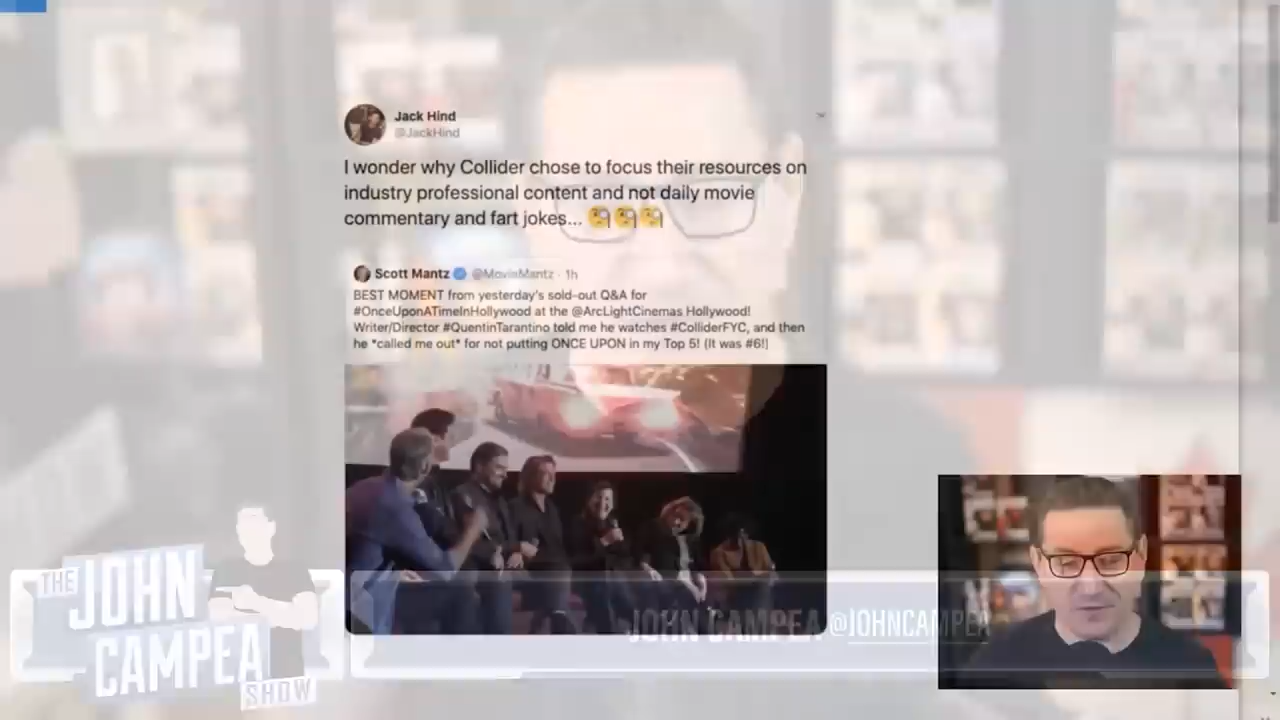 Jack Hind
@JackHind
I wonder why Collider chose to focus their resources on
industry professional content and not daily movie
commentary and fart jokes... 🧐🧐🧐
Scott Mantz @MovieMantz · 1h
BEST MOMENT from yesterday's sold-out Q&A for
#OnceUponATimeInHollywood at the @ArcLightCinemas Hollywood!
Writer/Director #QuentinTarantino told me he watches #ColliderFYC, and then
he *called me out* for not putting ONCE UPON in my Top 5! (It was #6!)
THE
JOHN
CAMPEA
SHOW
JOHN CAMPEA @JOHNCAMPEA